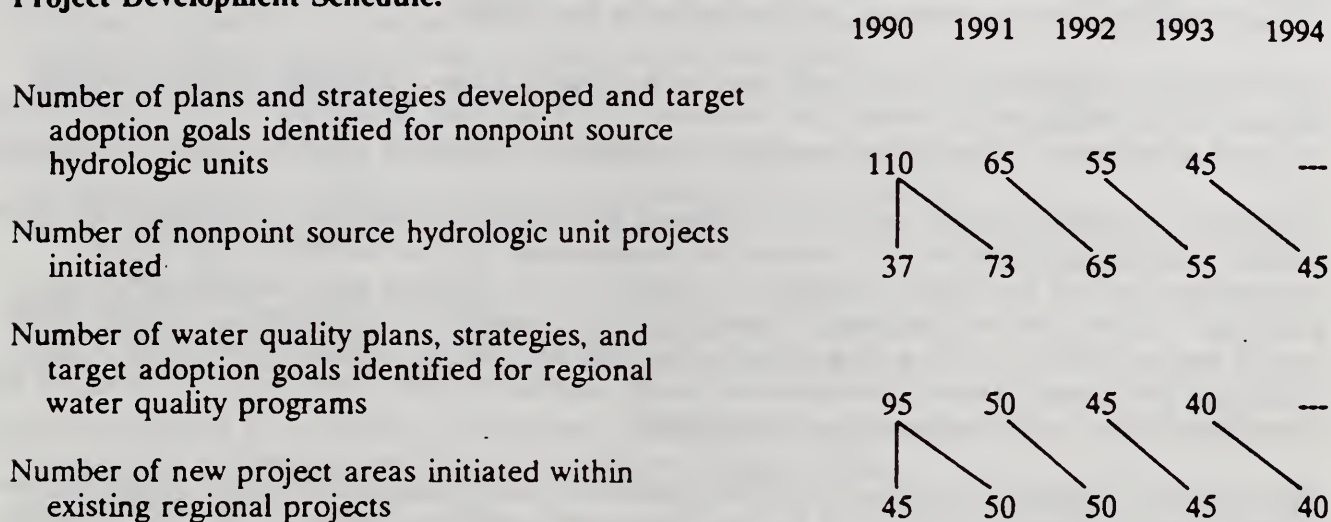 Project Development Schedule:
1990 1991 1992 1993 1994
Number of plans and strategies developed and target
adoption goals identified for nonpoint source
hydrologic units 110 65 55 45 —
Number of nonpoint source hydrologic unit projects
initiated 37 73 65 55 45
Number of water quality plans, strategies, and
target adoption goals identified for regional
water quality programs 95 50 45 40 —
Number of new project areas initiated within
existing regional projects 45 50 50 45 40